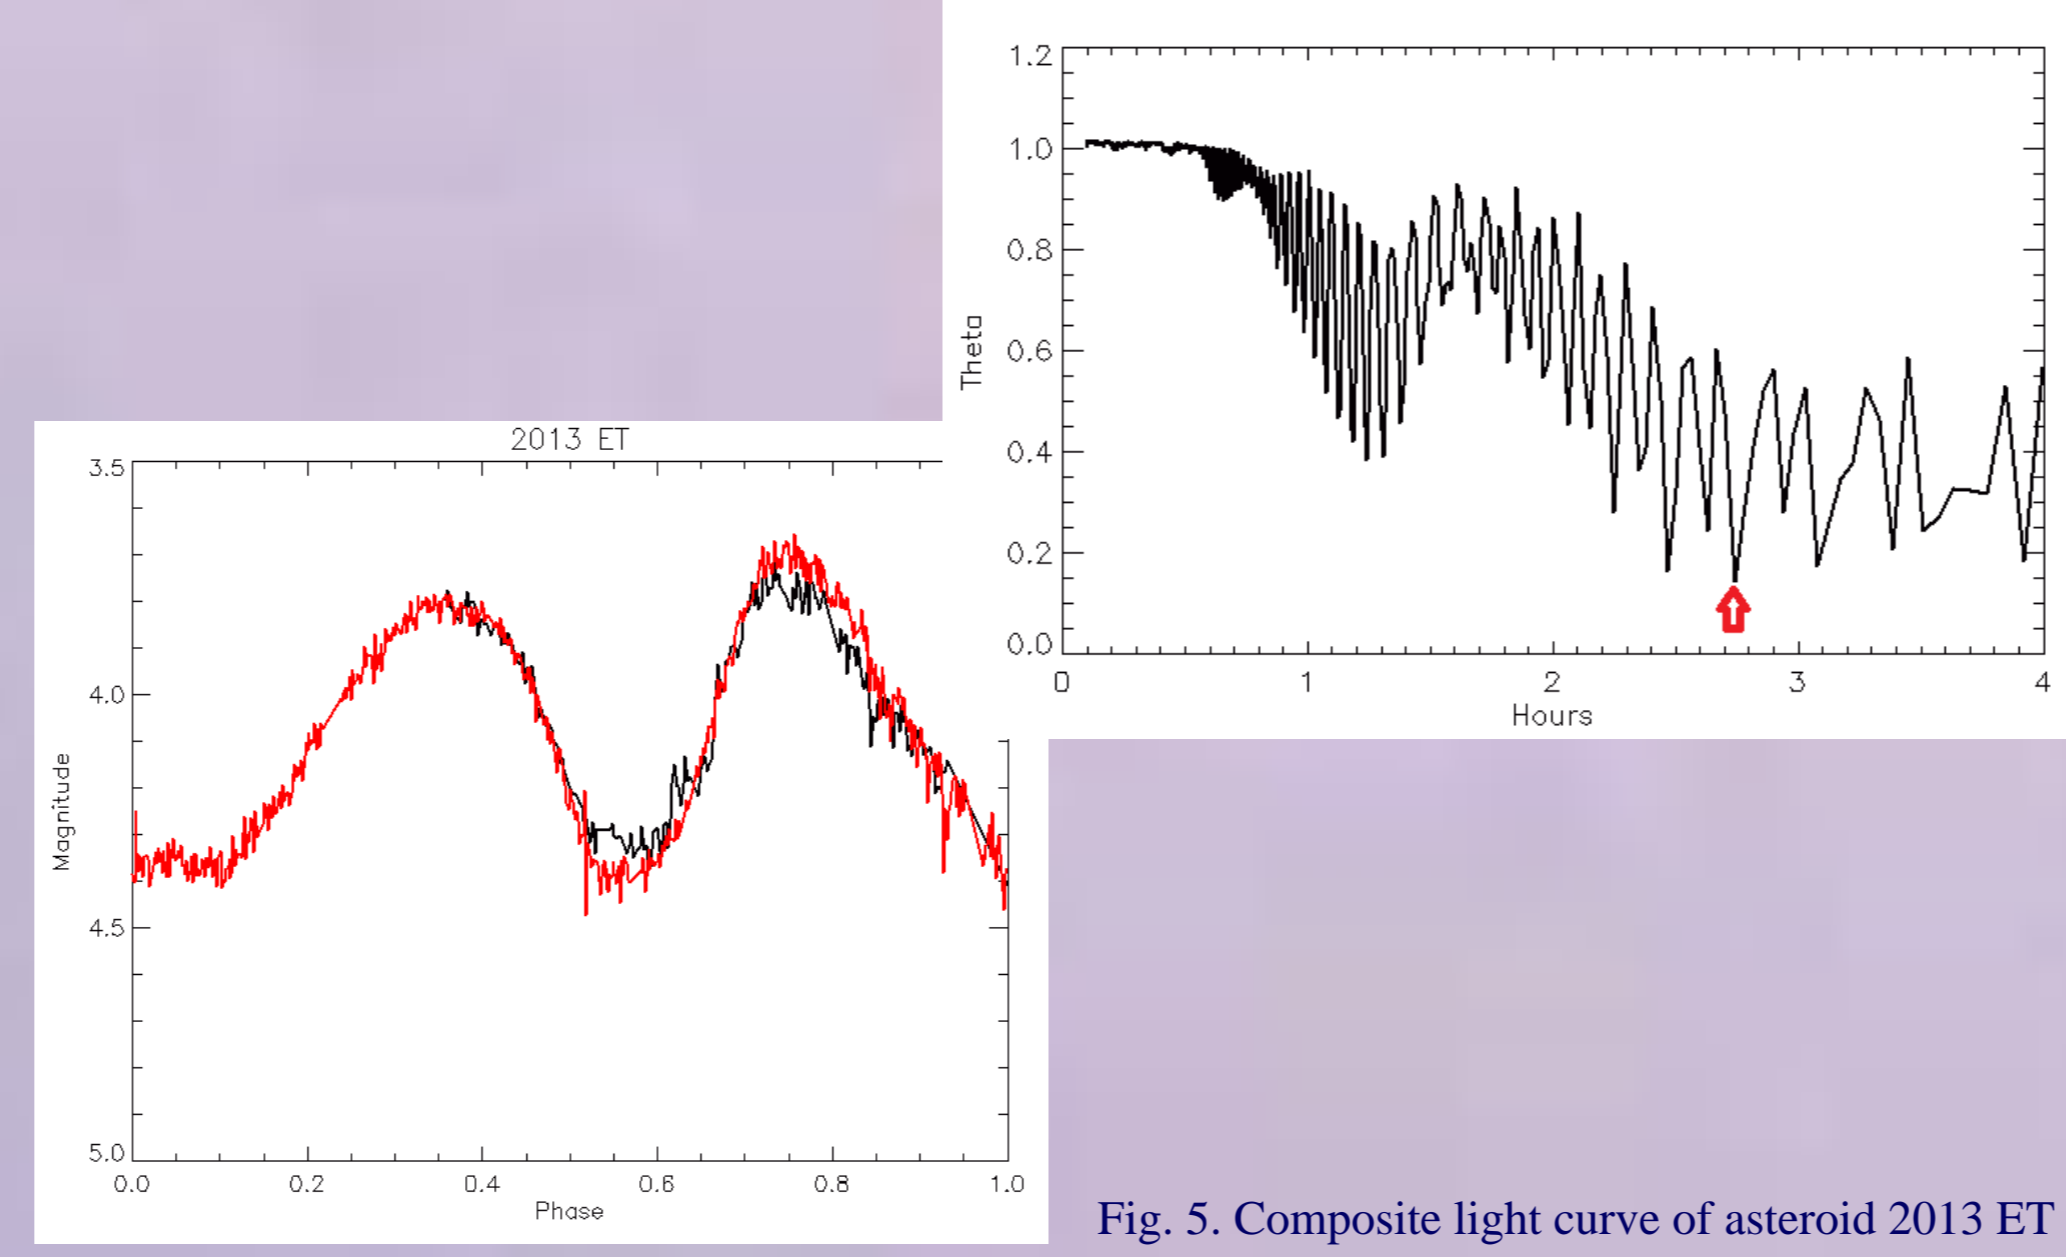 1.2
1.0
0.8
0.6
0.4
0.2
0.0
Theta
0 1 2 3 4
Hours
2013 ET
3.5
4.0
4.5
5.0
Magnitude
0.0 0.2 0.4 0.6 0.8 1.0
Phase
Fig. 5. Composite light curve of asteroid 2013 ET